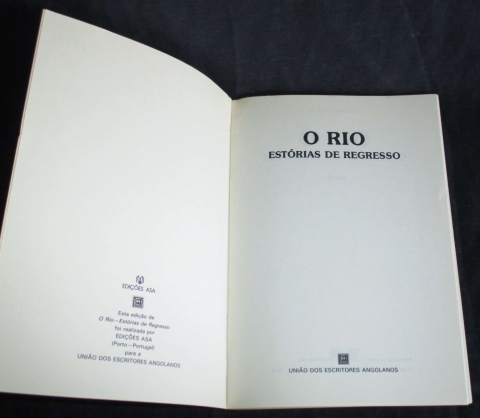 EDIÇÕES ASA
Esta edição de
O Rio—Estórias de Regresso
foi realizada por
EDIÇÕES ASA
(Porto—Portugal)
para a
UNIÃO DOS ESCRITORES ANGOLANOS
O RIO
ESTÓRIAS DE REGRESSO
UNIÃO DOS ESCRITORES ANGOLANOS